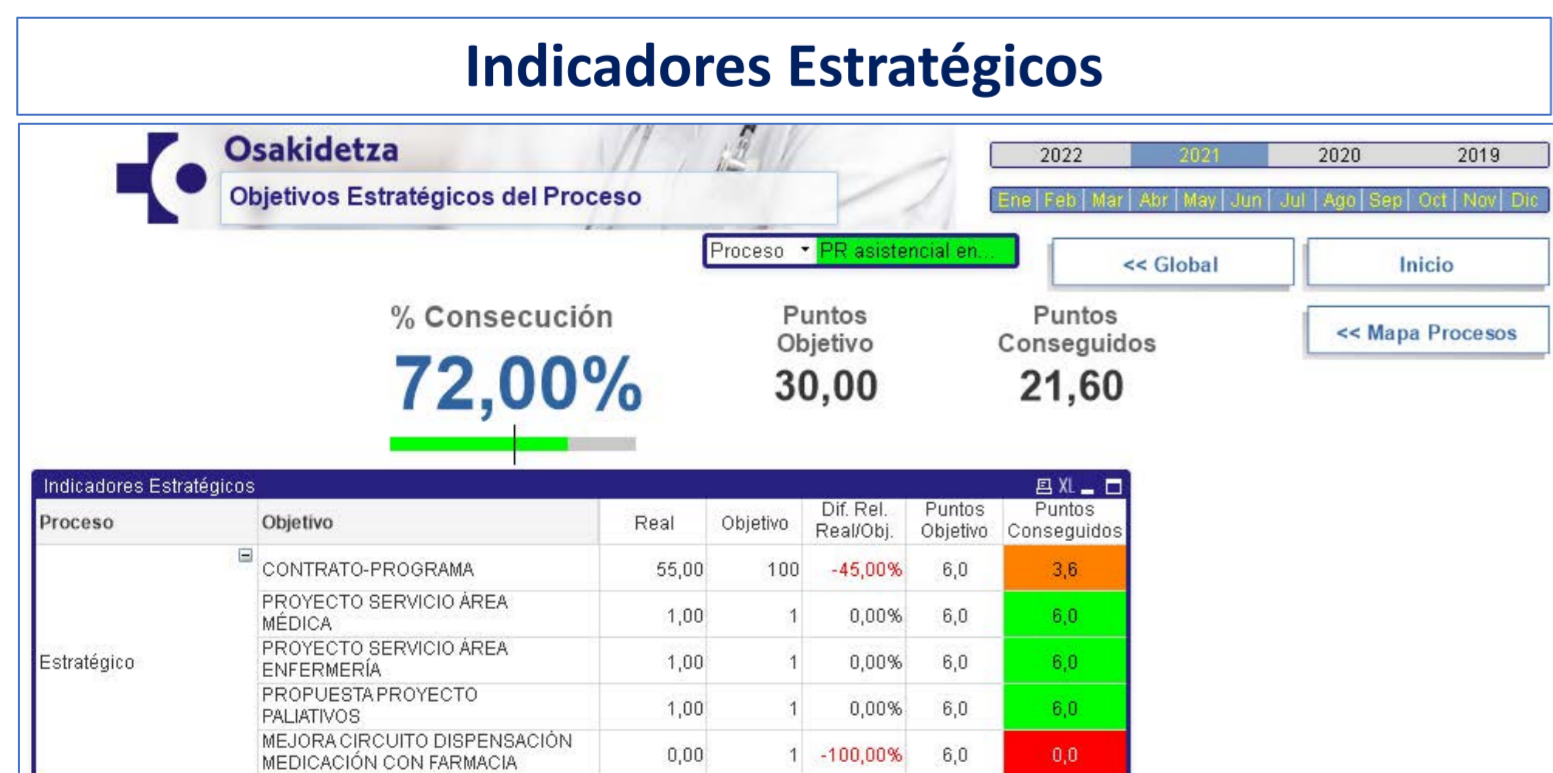 Indicadores Estratégicos
Osakidetza
Objetivos Estratégicos del Proceso
2022 2021 2020 2019
Ene Feb Mar Abr May Jun Jul Ago Sep Oct Nov Dic
Proceso PR asistencial en...
<< Global
Inicio
<< Mapa Procesos
% Consecución
72,00%
Puntos
Objetivo
30,00
Puntos
Conseguidos
21,60
Indicadores Estratégicos XL
Proceso Objetivo Real Objetivo Dif. Rel. Real/Obj. Puntos Objetivo Puntos Conseguidos
Estratégico
CONTRATO-PROGRAMA 55,00 100 -45,00% 6,0 3,6
PROYECTO SERVICIO ÁREA
MÉDICA 1,00 1 0,00% 6,0 6,0
PROYECTO SERVICIO ÁREA
ENFERMERÍA 1,00 1 0,00% 6,0 6,0
PROPUESTA PROYECTO
PALIATIVOS 1,00 1 0,00% 6,0 6,0
MEJORA CIRCUITO DISPENSACIÓN
MEDICACIÓN CON FARMACIA 0,00 1 -100,00% 6,0 0,0